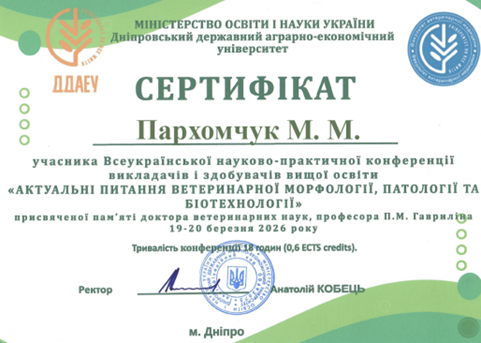 МІНІСТЕРСТВО ОСВІТИ І НАУКИ УКРАЇНИ
Дніпровський державний аграрно-економічний
університет
ДДАЕУ
СЕРТИФІКАТ
Пархомчук М. М.
учасника Всеукраїнської науково-практичної конференції
викладачів і здобувачів вищої освіти
«АКТУАЛЬНІ ПИТАННЯ ВЕТЕРИНАРНОЇ МОРФОЛОГІЇ, ПАТОЛОГІЇ ТА
БІОТЕХНОЛОГІЇ»
присвяченої пам’яті доктора ветеринарних наук, професора П.М. Гавриліна
19-20 березня 2026 року
Тривалість конференції 18 годин (0,6 ECTS credits).
Ректор Анатолій КОБЕЦЬ
м. Дніпро